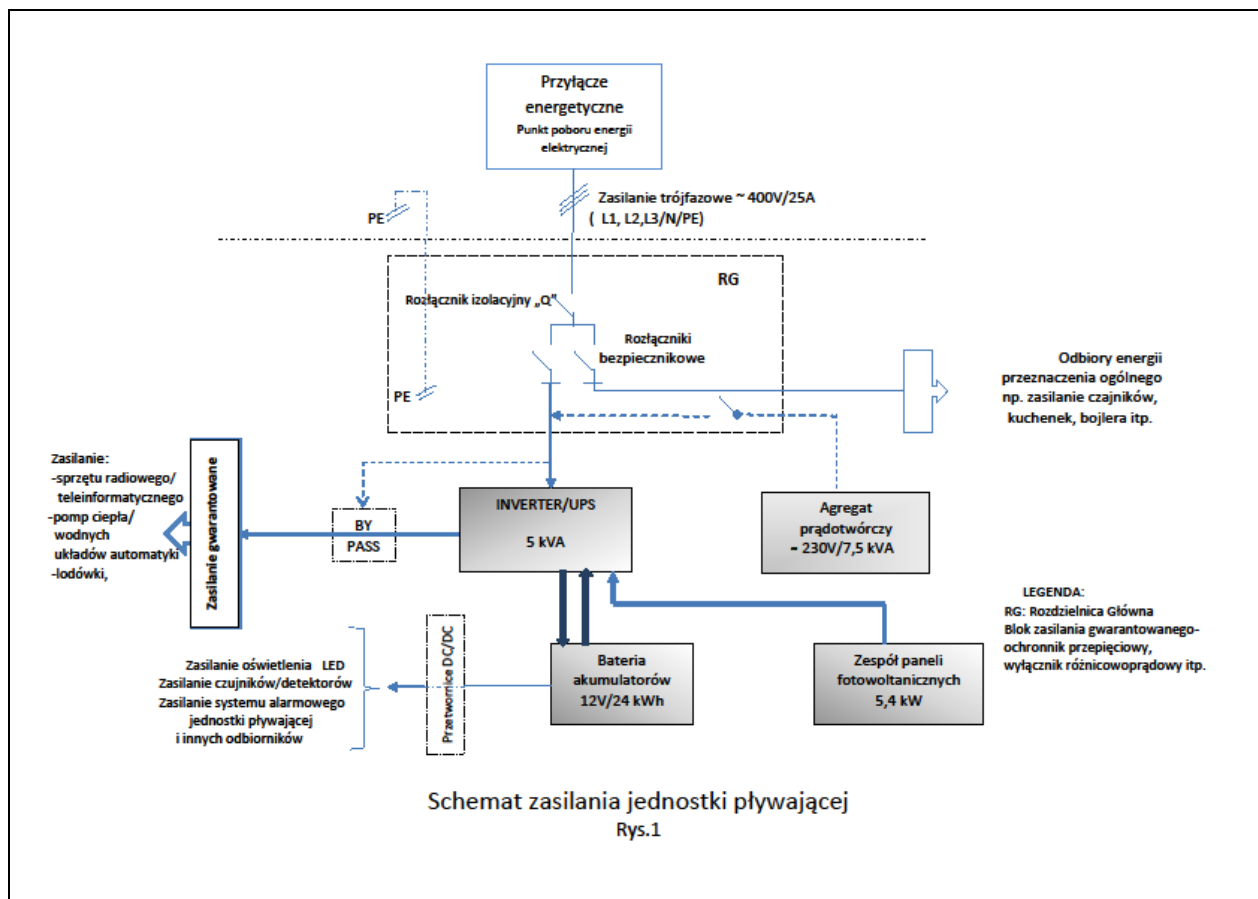 Przyłącze
energetyczne
Punkt poboru energii
elektrycznej
Zasilanie trójfazowe ~ 400V/25A
( L1, L2,L3/N/PE)
PE
RG
Rozłącznik izolacyjny „Q"
Rozłączniki
bezpiecznikowe
PE
Odbiory energii
przeznaczenia ogólnego
np. zasilanie czajników,
kuchenek, bojlera itp.
Zasilanie:
-sprzętu radiowego/
teleinformatycznego
-pomp ciepła/
wodnych
układów automatyki
-lodówki,
Zasilanie gwarantowane
BY
PASS
INVERTER/UPS
5 kVA
Agregat
prądotwórczy
~ 230V/7,5 kVA
LEGENDA:
RG: Rozdzielnica Główna
Blok zasilania gwarantowanego-
ochronnik przepięciowy,
wyłącznik różnicowoprądowy itp.
Zasilanie oświetlenia LED
Zasilanie czujników/detektorów
Zasilanie systemu alarmowego
jednostki pływającej
i innych odbiorników
Przetwornice DC/DC
Bateria
akumulatorów
12V/24 kWh
Zespół paneli
fotowoltanicznych
5,4 kW
Schemat zasilania jednostki pływającej
Rys.1